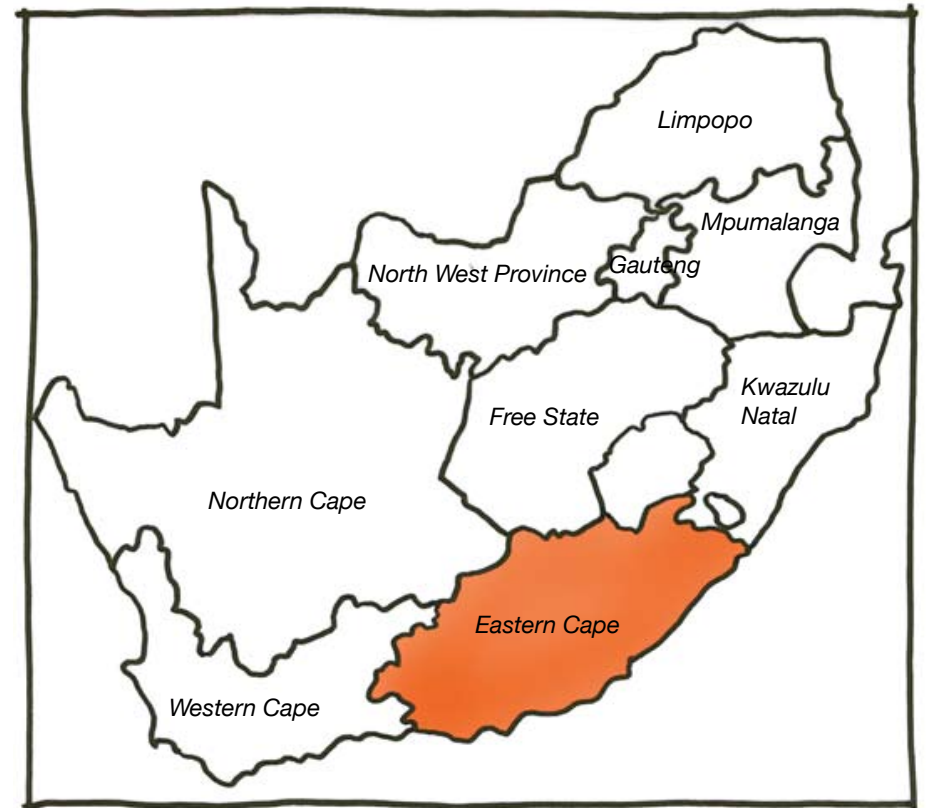 Limpopo
Mpumalanga
Gauteng
North West Province
Kwazulu
Natal
Free State
Northern Cape
Eastern Cape
Western Cape